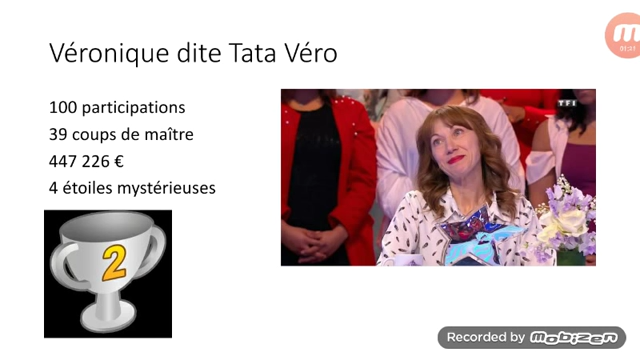 Véronique dite Tata Véro
100 participations
39 coups de maître
447 226 €
4 étoiles mystérieuses
2
TF1
Recorded by mobizen